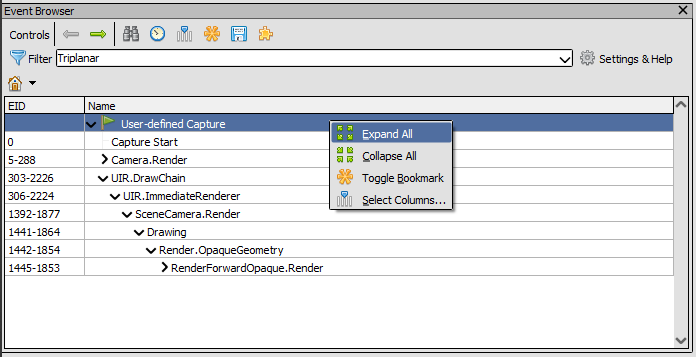 Event Browser
Controls
Filter Triplanar Settings & Help
EID Name
User-defined Capture
0 Capture Start
5-288 Camera.Render
303-2226 UIR.DrawChain
306-2224 UIR.ImmediateRenderer
1392-1877 SceneCamera.Render
1441-1864 Drawing
1442-1854 Render.OpaqueGeometry
1445-1853 RenderForwardOpaque.Render
Expand All
Collapse All
Toggle Bookmark
Select Columns...